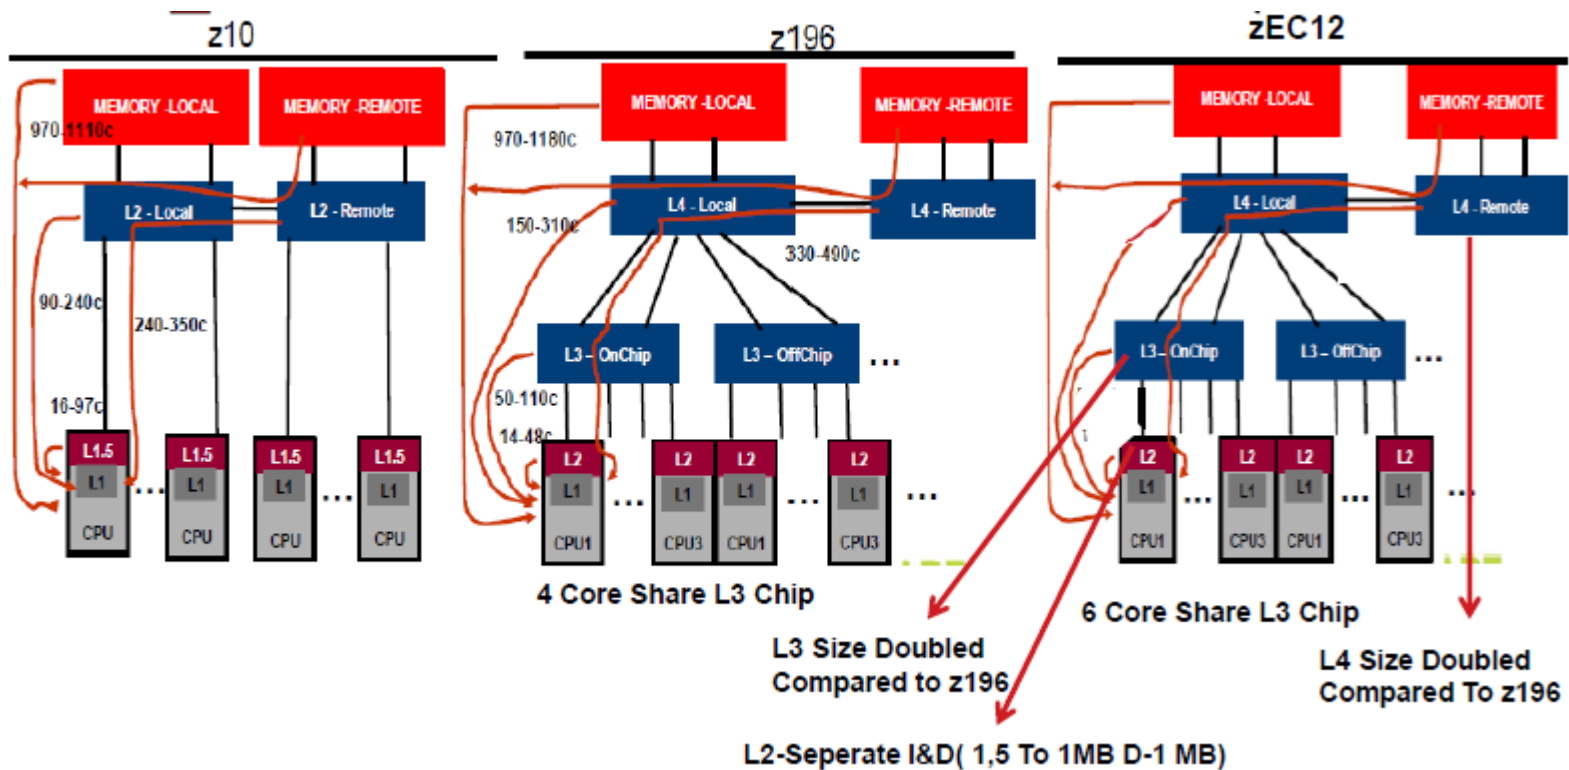 z10
z196
zEC12
MEMORY -LOCAL
MEMORY -REMOTE
MEMORY -LOCAL
MEMORY -REMOTE
MEMORY -LOCAL
MEMORY -REMOTE
970-1110c
970-1180c
L2 - Local
L2 - Remote
L4 - Local
L4 - Remote
L4 - Local
L4 - Remote
150-310c
330-490c
90-240c
240-350c
L3 – OnChip
L3 – OffChip
...
L3 – OnChip
L3 – OffChip
...
16-97c
50-110c
14-48c
L1.5
L1.5
L1.5
L1.5
L2
L2
L2
L2
L2
L2
L2
L2
L1
...
L1
L1
...
L1
L1
...
L1
L1
...
L1
...
L1
...
L1
L1
...
L1
...
CPU
CPU
CPU
CPU
CPU1
CPU3
CPU1
CPU3
CPU1
CPU3
CPU1
CPU3
4 Core Share L3 Chip
6 Core Share L3 Chip
L3 Size Doubled
Compared to z196
L4 Size Doubled
Compared To z196
L2-Seperate I&D( 1,5 To 1MB D-1 MB)